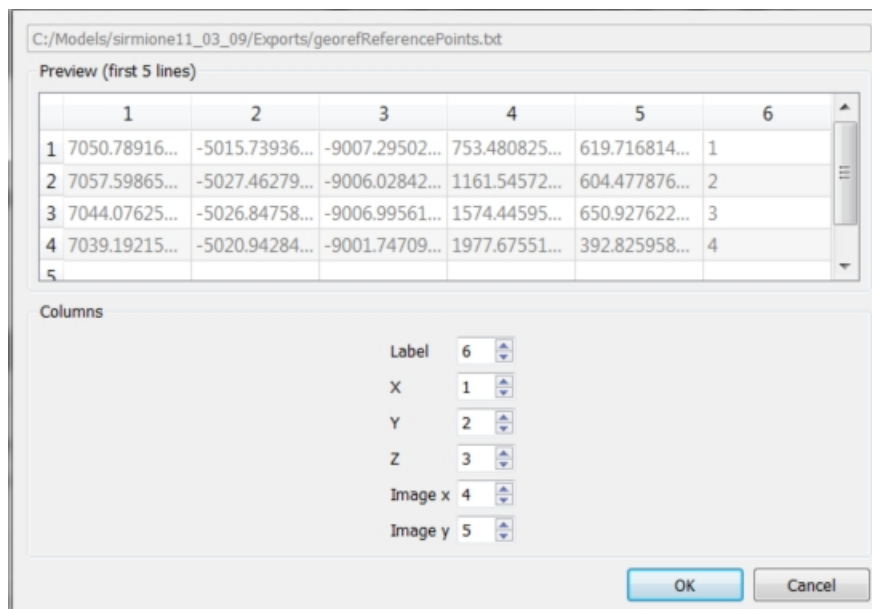 C:/Models/sirmione11_03_09/Exports/georefReferencePoints.txt
Preview (first 5 lines)
1 2 3 4 5 6
1 7050.78916... -5015.73936... -9007.29502... 753.480825... 619.716814... 1
2 7057.59865... -5027.46279... -9006.02842... 1161.54572... 604.477876... 2
3 7044.07625... -5026.84758... -9006.99561... 1574.44595... 650.927622... 3
4 7039.19215... -5020.94284... -9001.74709... 1977.67551... 392.825958... 4
5
Columns
Label 6
X 1
Y 2
Z 3
Image x 4
Image y 5
OK Cancel